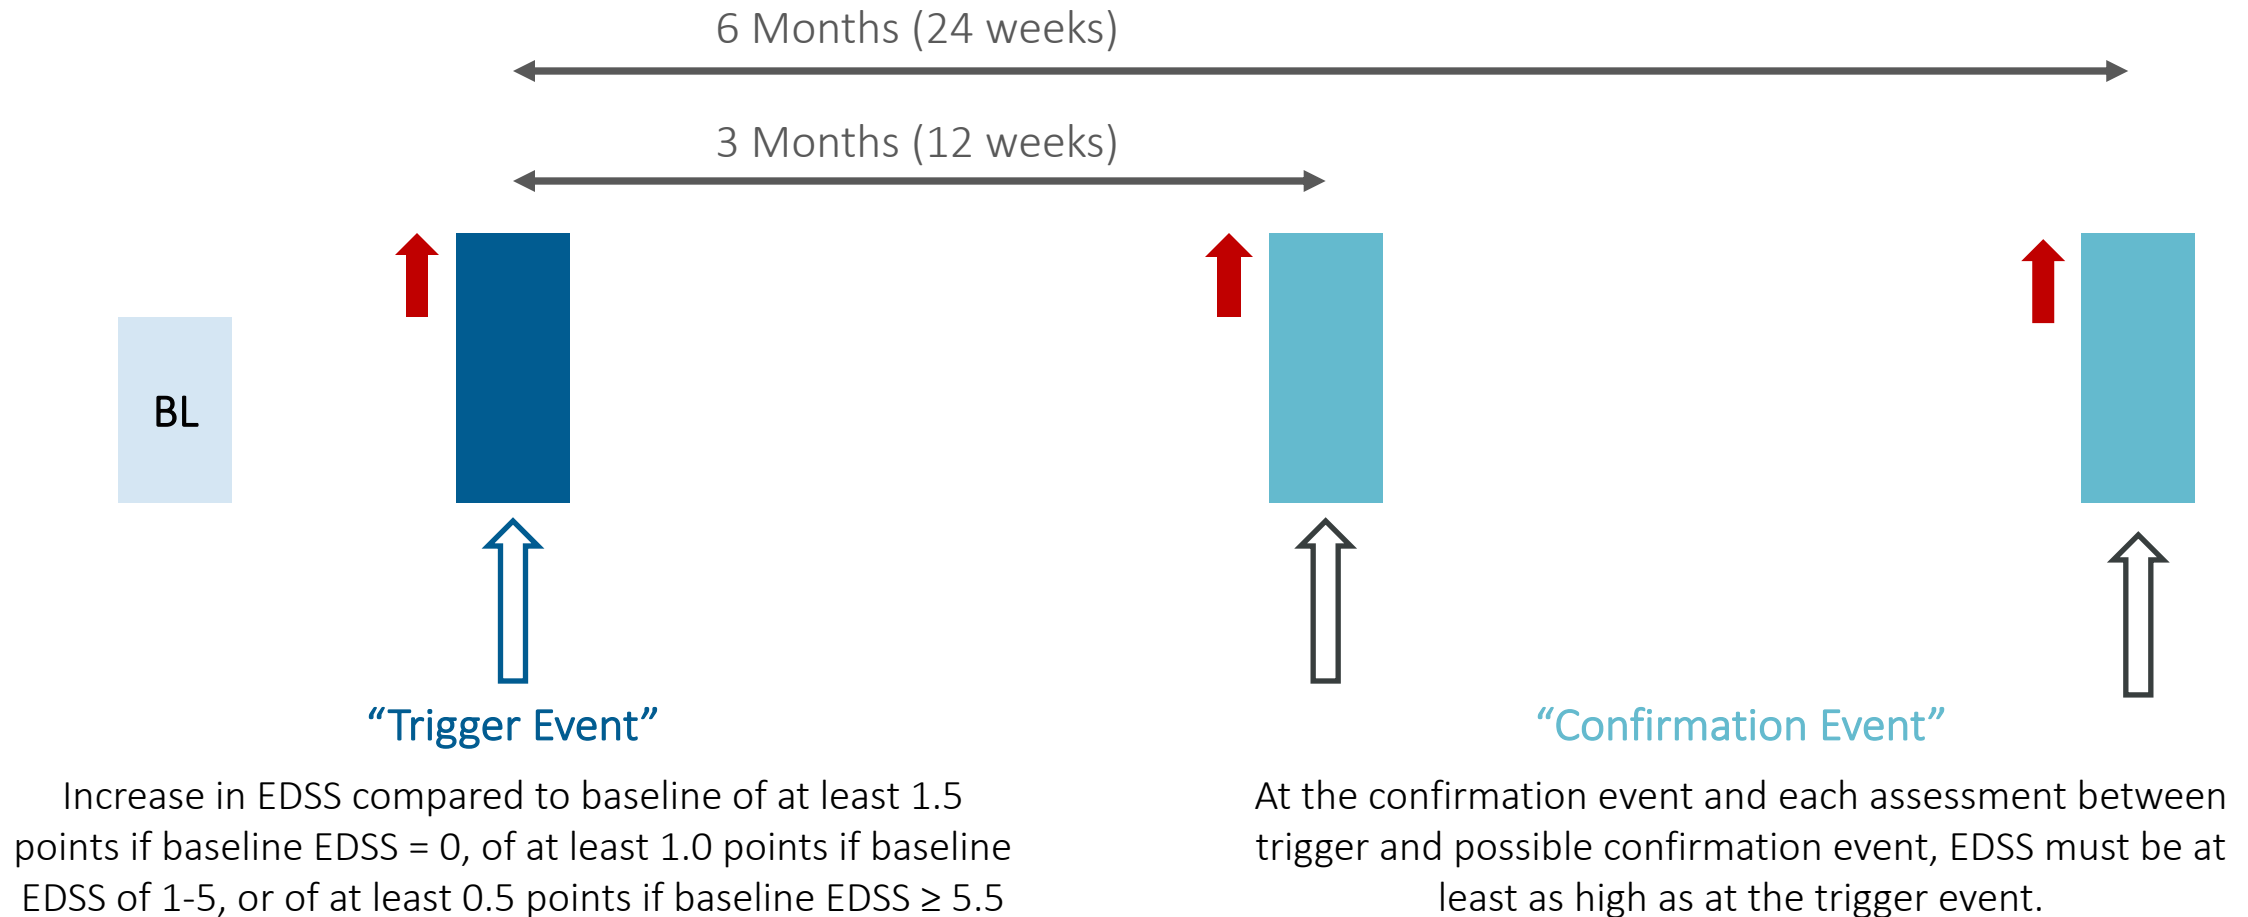 6 Months (24 weeks)
3 Months (12 weeks)
BL
“Trigger Event”
Increase in EDSS compared to baseline of at least 1.5
points if baseline EDSS = 0, of at least 1.0 points if baseline
EDSS of 1-5, or of at least 0.5 points if baseline EDSS ≥ 5.5
“Confirmation Event”
At the confirmation event and each assessment between
trigger and possible confirmation event, EDSS must be at
least as high as at the trigger event.